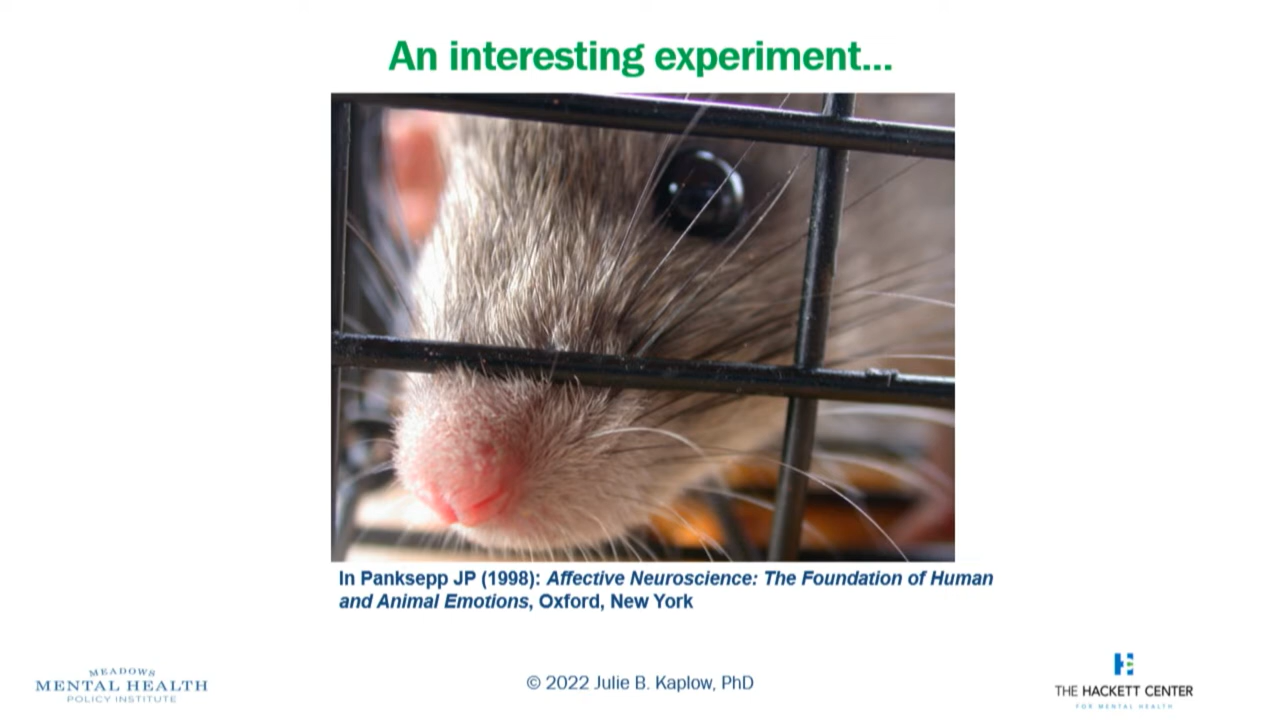 An interesting experiment...
In Panksepp JP (1998): Affective Neuroscience: The Foundation of Human
and Animal Emotions, Oxford, New York
MEADOWS
MENTAL HEALTH
POLICY INSTITUTE
© 2022 Julie B. Kaplow, PhD
THE HACKETT CENTER
FOR MENTAL HEALTH